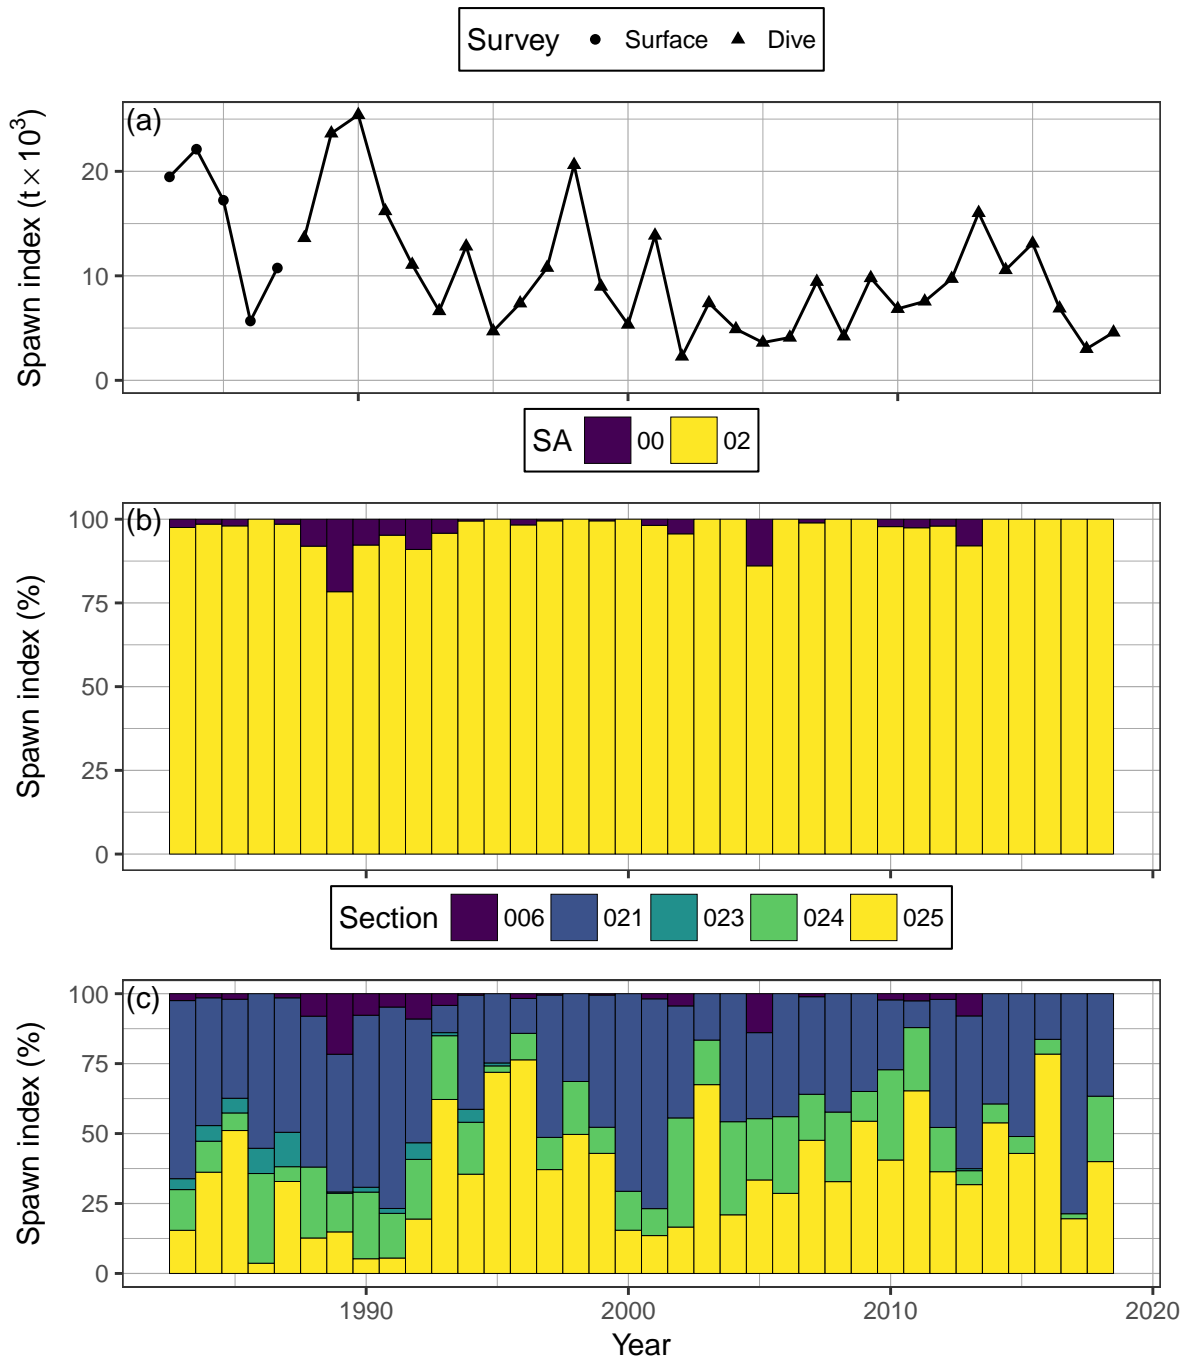 Survey Surface Dive
(a)
Spawn index (t × 10³)
20
10
0
SA 00 02
(b)
Spawn index (%)
100
75
50
25
0
Section 006 021 023 024 025
(c)
Spawn index (%)
100
75
50
25
0
1990 2000 2010 2020
Year